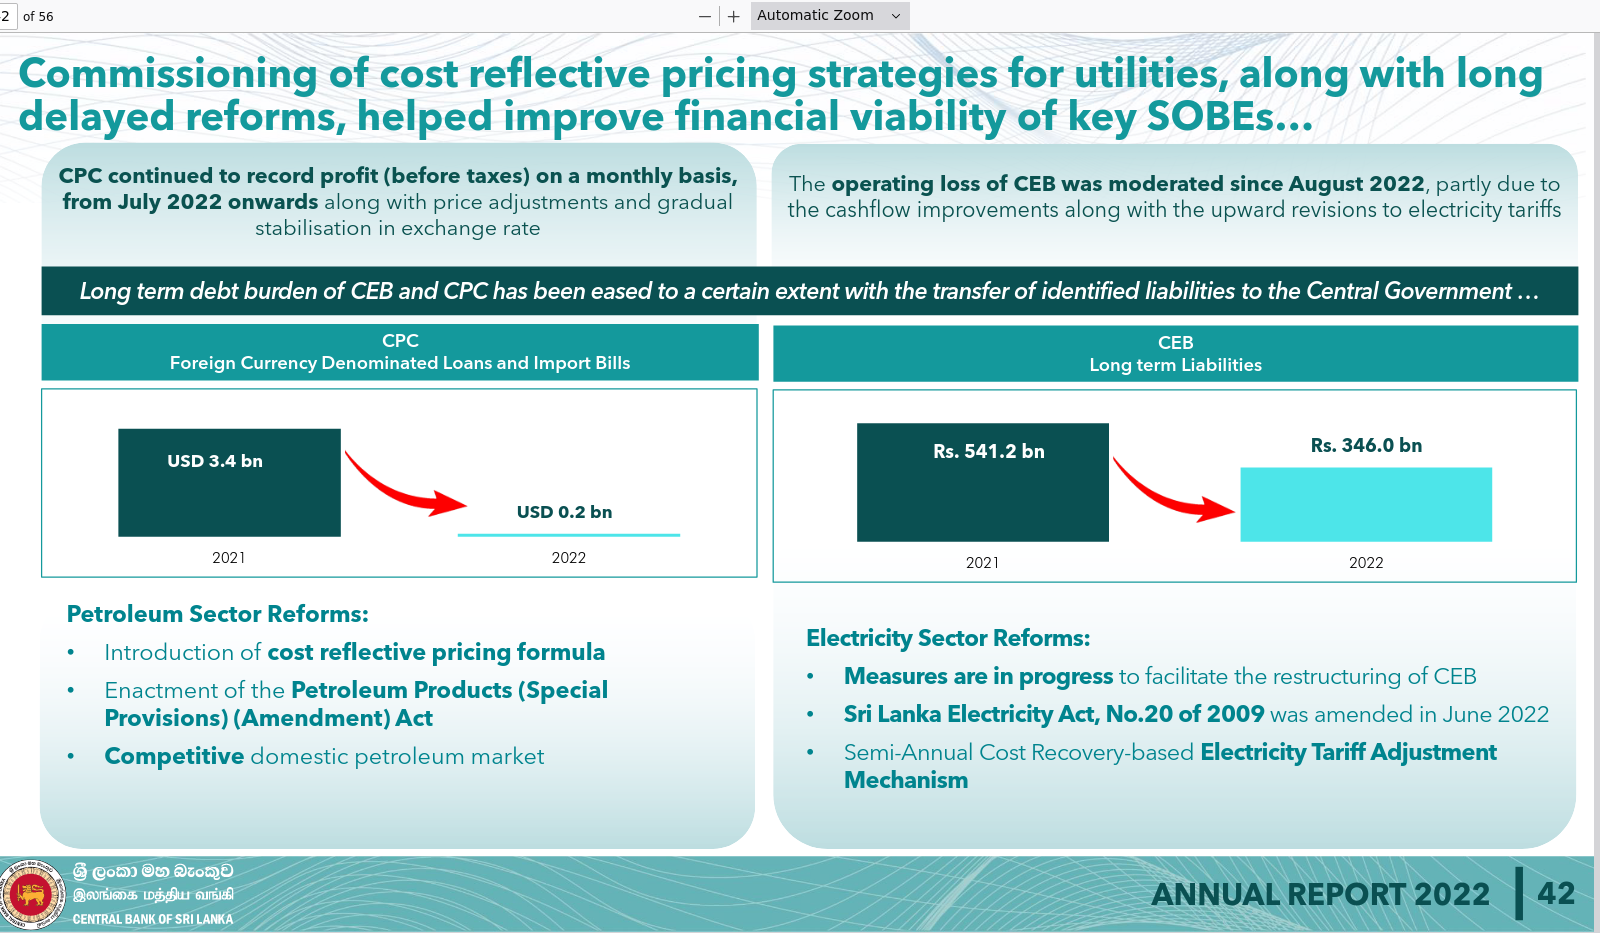 2 of 56
Automatic Zoom
Commissioning of cost reflective pricing strategies for utilities, along with long
delayed reforms, helped improve financial viability of key SOBEs...
CPC continued to record profit (before taxes) on a monthly basis,
from July 2022 onwards along with price adjustments and gradual
stabilisation in exchange rate
The operating loss of CEB was moderated since August 2022, partly due to
the cashflow improvements along with the upward revisions to electricity tariffs
Long term debt burden of CEB and CPC has been eased to a certain extent with the transfer of identified liabilities to the Central Government ...
CPC
Foreign Currency Denominated Loans and Import Bills
USD 3.4 bn
USD 0.2 bn
2021
2022
CEB
Long term Liabilities
Rs. 541.2 bn
Rs. 346.0 bn
2021
2022
Petroleum Sector Reforms:
• Introduction of cost reflective pricing formula
• Enactment of the Petroleum Products (Special
Provisions) (Amendment) Act
• Competitive domestic petroleum market
Electricity Sector Reforms:
• Measures are in progress to facilitate the restructuring of CEB
• Sri Lanka Electricity Act, No.20 of 2009 was amended in June 2022
• Semi-Annual Cost Recovery-based Electricity Tariff Adjustment
Mechanism
ශ්‍රී ලංකා මහ බැංකුව
இலங்கை மத்திய வங்கி
CENTRAL BANK OF SRI LANKA
ANNUAL REPORT 2022
42